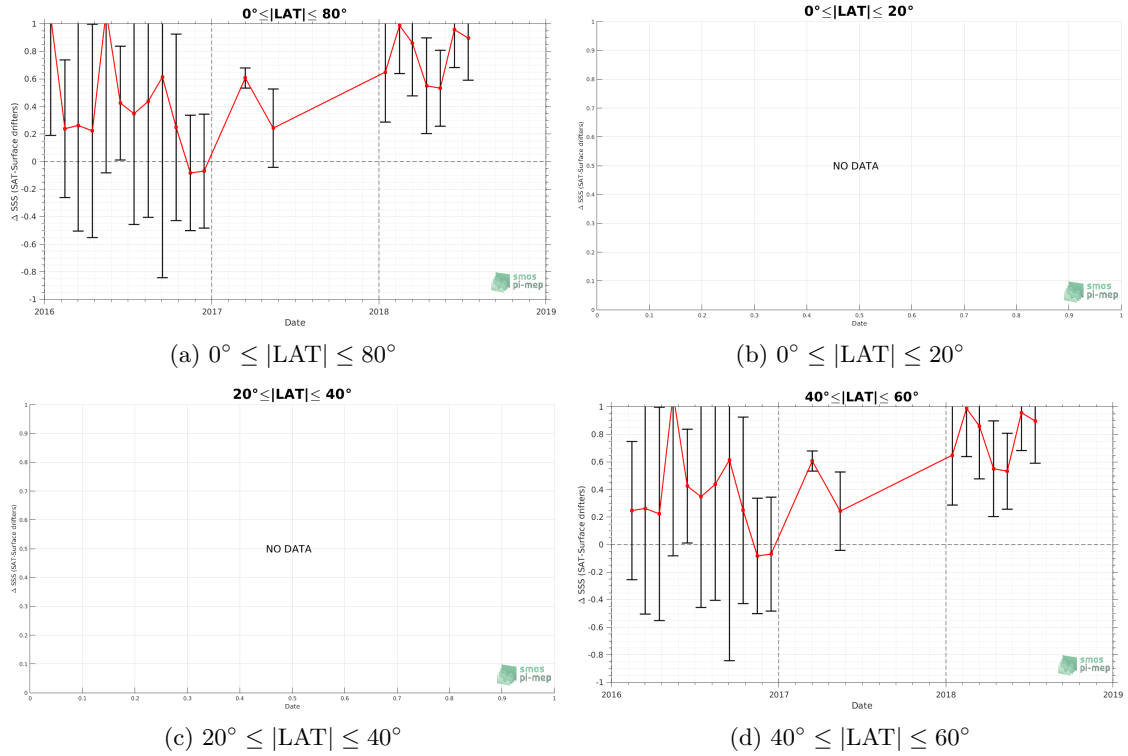 0°≤|LAT|≤ 80°
1
0.8
0.6
0.4
0.2
0
-0.2
-0.4
-0.6
-0.8
-1
Δ SSS (SAT-Surface drifters)
2016 2017 2018 2019
Date
smos
pi-mep
(a) 0° ≤ |LAT| ≤ 80°
0°≤|LAT|≤ 20°
1
0.9
0.8
0.7
0.6
0.5
0.4
0.3
0.2
0.1
0
Δ SSS (SAT-Surface drifters)
NO DATA
0 0.1 0.2 0.3 0.4 0.5 0.6 0.7 0.8 0.9 1
Date
smos
pi-mep
(b) 0° ≤ |LAT| ≤ 20°
20°≤|LAT|≤ 40°
1
0.9
0.8
0.7
0.6
0.5
0.4
0.3
0.2
0.1
0
Δ SSS (SAT-Surface drifters)
NO DATA
0 0.1 0.2 0.3 0.4 0.5 0.6 0.7 0.8 0.9 1
Date
smos
pi-mep
(c) 20° ≤ |LAT| ≤ 40°
40°≤|LAT|≤ 60°
1
0.8
0.6
0.4
0.2
0
-0.2
-0.4
-0.6
-0.8
-1
Δ SSS (SAT-Surface drifters)
2016 2017 2018 2019
Date
smos
pi-mep
(d) 40° ≤ |LAT| ≤ 60°